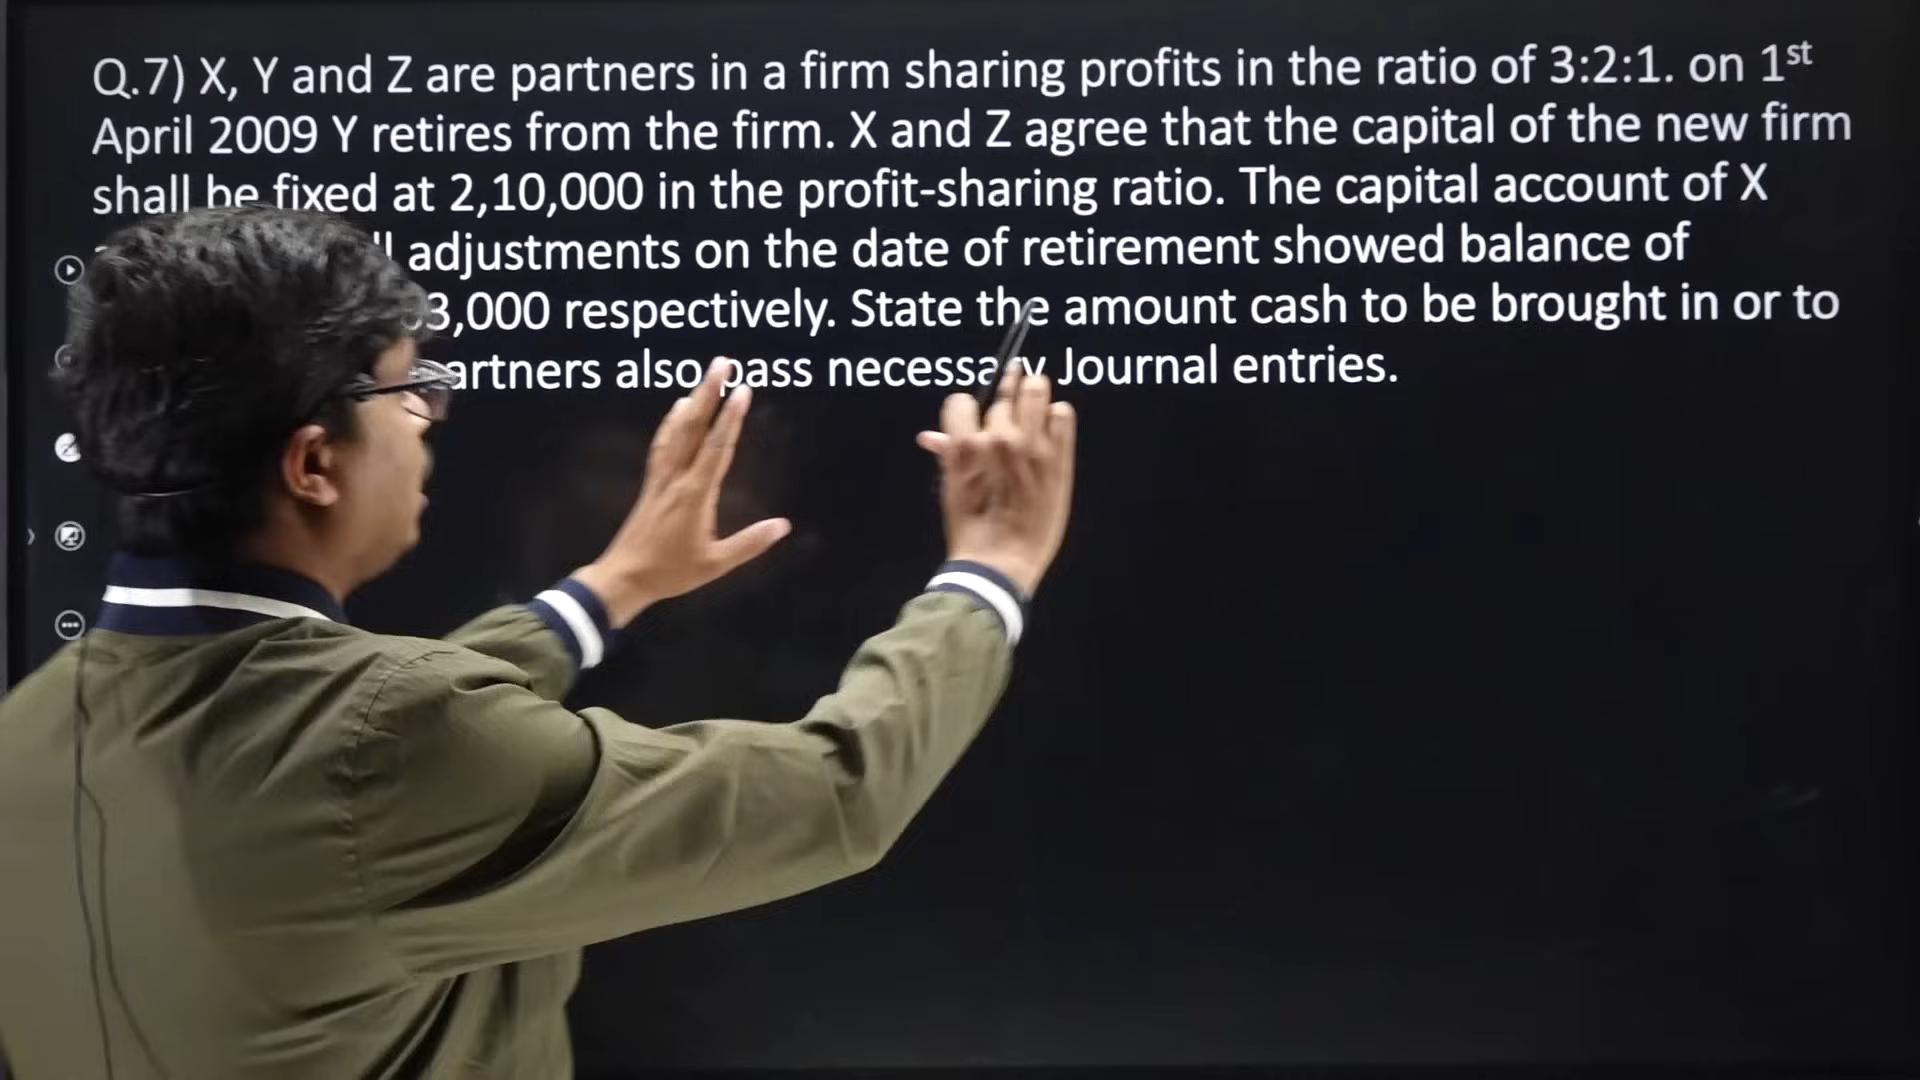 Q.7) X, Y and Z are partners in a firm sharing profits in the ratio of 3:2:1. on 1st
April 2009 Y retires from the firm. X and Z agree that the capital of the new firm
shall be fixed at 2,10,000 in the profit-sharing ratio. The capital account of X
adjustments on the date of retirement showed balance of
3,000 respectively. State the amount cash to be brought in or to
artners also pass necessary Journal entries.